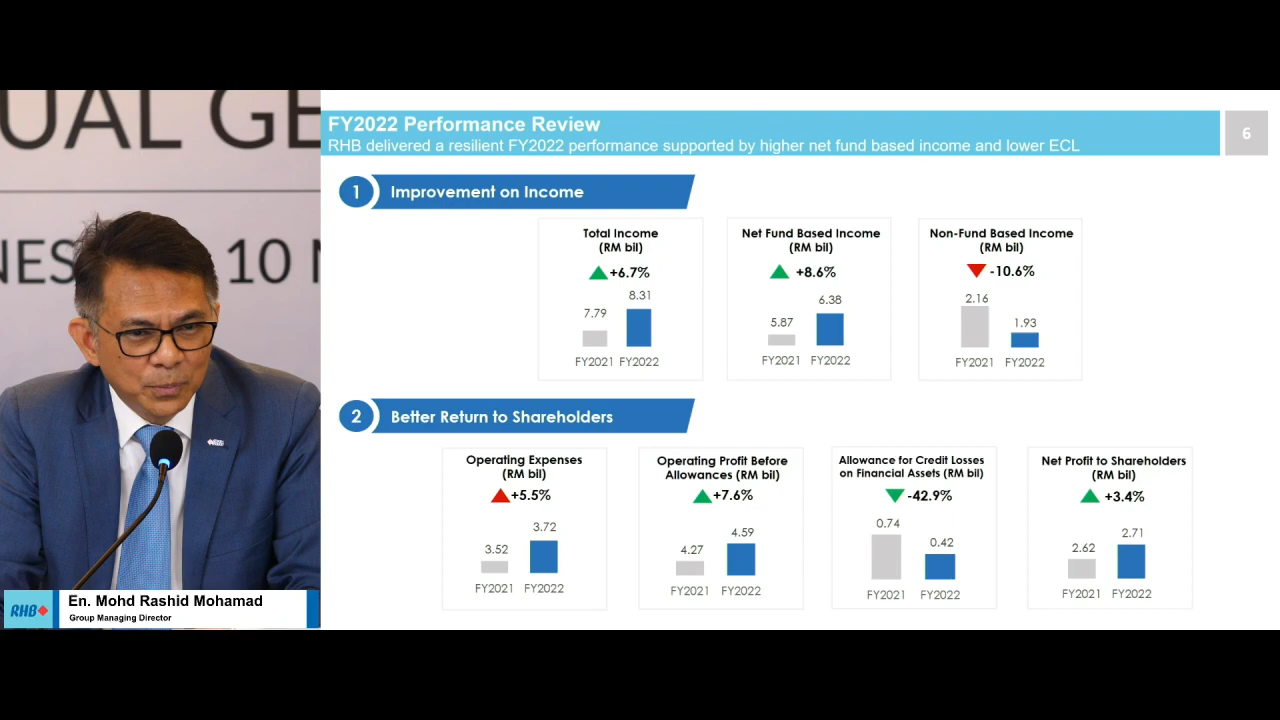 UAL GE
NES
10
FY2022 Performance Review
RHB delivered a resilient FY2022 performance supported by higher net fund based income and lower ECL
6
1
Improvement on Income
Total Income
(RM bil)
+6.7%
7.79
8.31
FY2021 FY2022
Net Fund Based Income
(RM bil)
+8.6%
5.87
6.38
FY2021 FY2022
Non-Fund Based Income
(RM bil)
-10.6%
2.16
1.93
FY2021 FY2022
2
Better Return to Shareholders
Operating Expenses
(RM bil)
+5.5%
3.52
3.72
FY2021 FY2022
Operating Profit Before
Allowances (RM bil)
+7.6%
4.27
4.59
FY2021 FY2022
Allowance for Credit Losses
on Financial Assets (RM bil)
-42.9%
0.74
0.42
FY2021 FY2022
Net Profit to Shareholders
(RM bil)
+3.4%
2.62
2.71
FY2021 FY2022
RHB
En. Mohd Rashid Mohamad
Group Managing Director